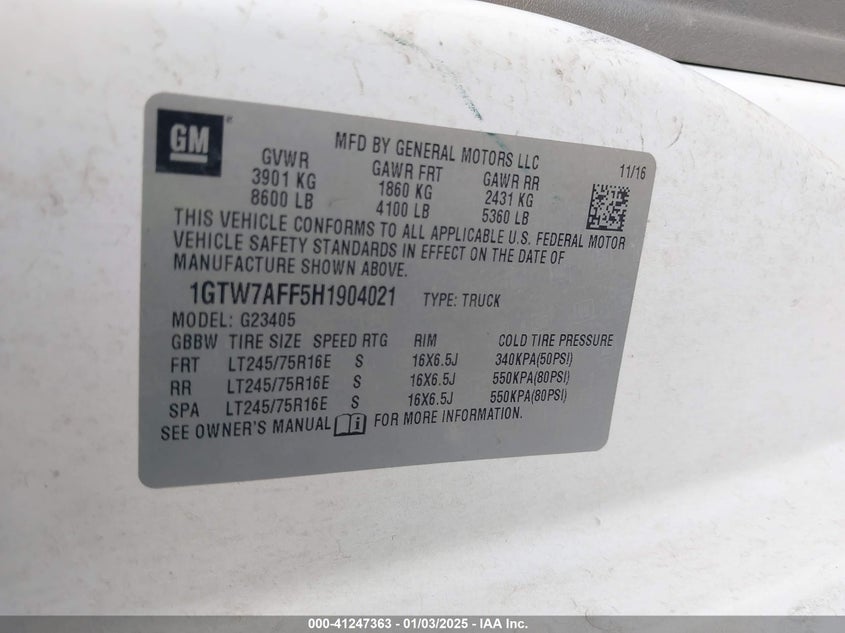 GM
MFD BY GENERAL MOTORS LLC
11/16
GVWR GAWR FRT GAWR RR
3901 KG 1860 KG 2431 KG
8600 LB 4100 LB 5360 LB
THIS VEHICLE CONFORMS TO ALL APPLICABLE U.S. FEDERAL MOTOR
VEHICLE SAFETY STANDARDS IN EFFECT ON THE DATE OF
MANUFACTURE SHOWN ABOVE.
1GTW7AFF5H1904021 TYPE: TRUCK
MODEL: G23405
GBBW TIRE SIZE SPEED RTG RIM COLD TIRE PRESSURE
FRT LT245/75R16E S 16X6.5J 340KPA(50PSI)
RR LT245/75R16E S 16X6.5J 550KPA(80PSI)
SPA LT245/75R16E S 16X6.5J 550KPA(80PSI)
SEE OWNER'S MANUAL FOR MORE INFORMATION.
000-41247363 - 01/03/2025 - IAA Inc.